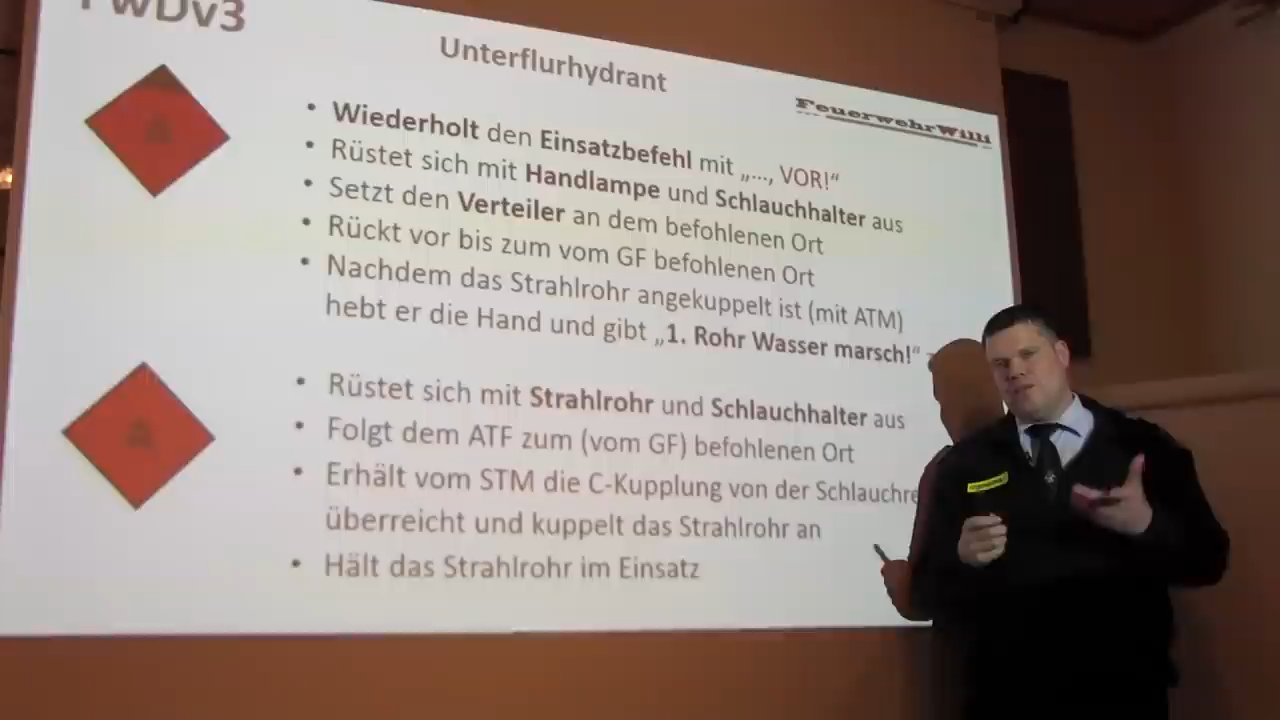 FwDv3
Unterflurhydrant
FeuerwehrWilli
• Wiederholt den Einsatzbefehl mit „..., VOR!“
• Rüstet sich mit Handlampe und Schlauchhalter aus
• Setzt den Verteiler an dem befohlenen Ort
• Rückt vor bis zum vom GF befohlenen Ort
• Nachdem das Strahlrohr angekuppelt ist (mit ATM)
hebt er die Hand und gibt „1. Rohr Wasser marsch!“
A
• Rüstet sich mit Strahlrohr und Schlauchhalter aus
• Folgt dem ATF zum (vom GF) befohlenen Ort
• Erhält vom STM die C-Kupplung von der Schlauchre
überreicht und kuppelt das Strahlrohr an
• Hält das Strahlrohr im Einsatz
A